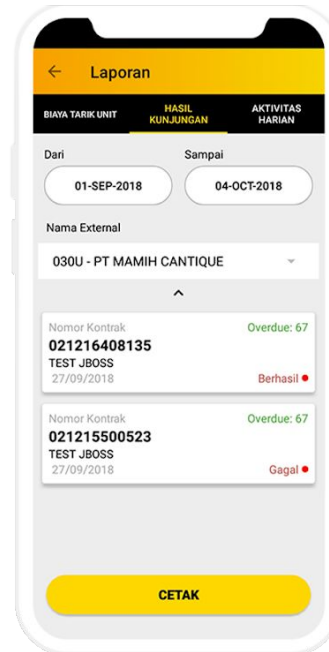 Laporan
BIAYA TARIK UNIT
HASIL
KUNJUNGAN
AKTIVITAS
HARIAN
Dari
Sampai
01-SEP-2018
04-OCT-2018
Nama External
030U - PT MAMIH CANTIQUE
Nomor Kontrak
Overdue: 67
021216408135
TEST JBOSS
27/09/2018
Berhasil
Nomor Kontrak
Overdue: 67
021215500523
TEST JBOSS
27/09/2018
Gagal
CETAK